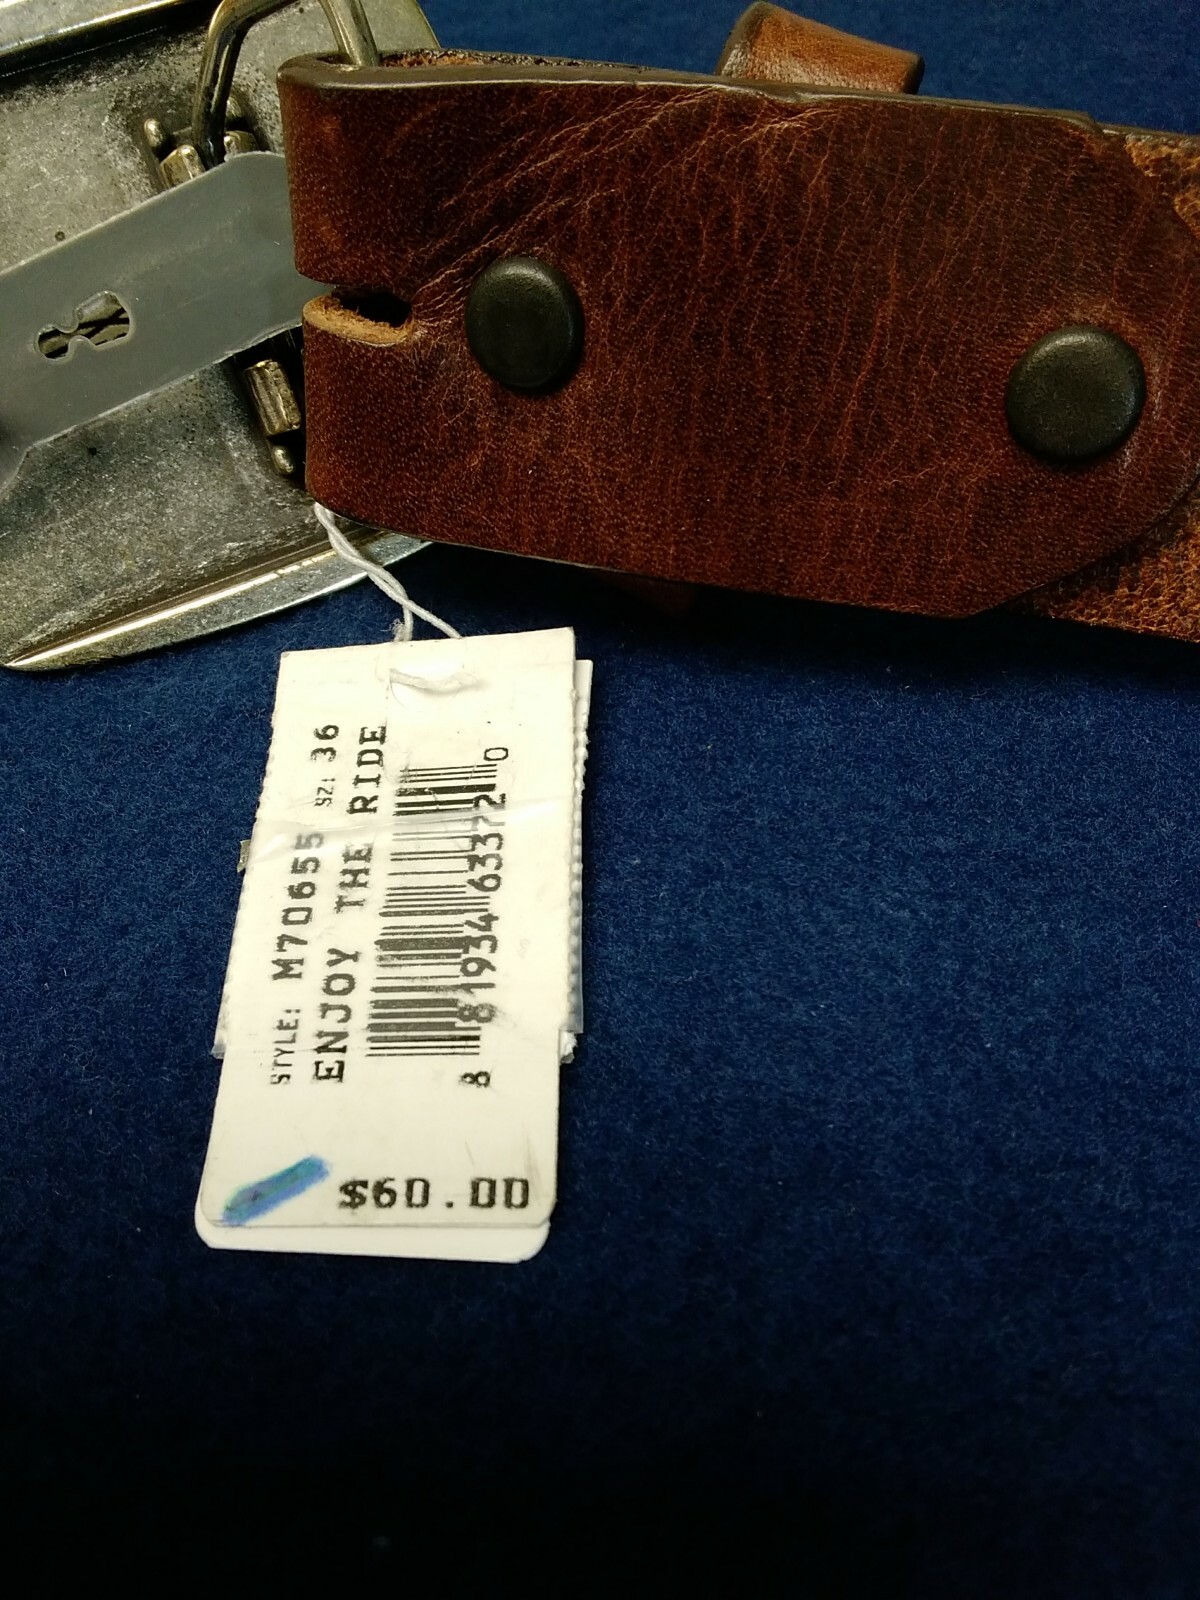 STYLE: M70655 SZ: 36
ENJOY THE RIDE
8 81934 63372 0
$60.00